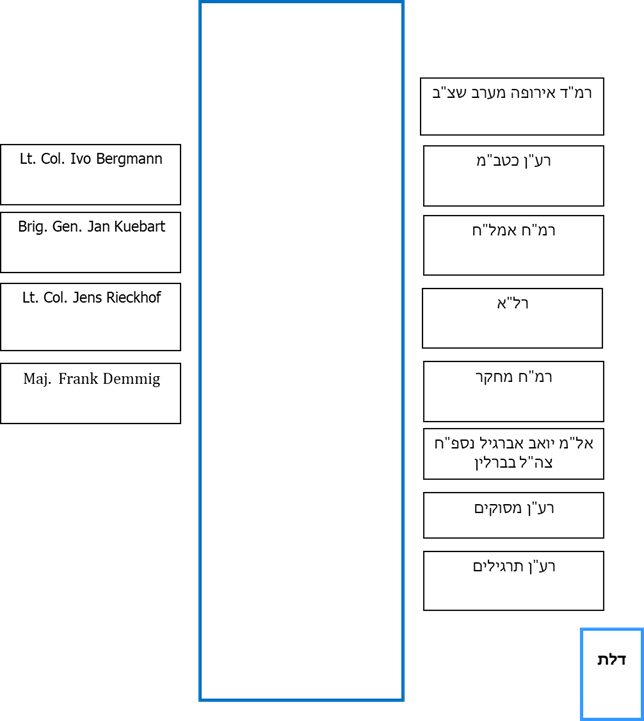 רמ"ד אירופה מערב שצ"ב
Lt. Col. Ivo Bergmann
רע"ן כטב"מ
Brig. Gen. Jan Kuebart
רמ"ח אמל"ח
Lt. Col. Jens Rieckhof
רל"א
Maj. Frank Demmig
רמ"ח מחקר
אל"מ יואב אברגיל נספ"ח
צה"ל בברלין
רע"ן מסוקים
רע"ן תרגילים
דלת